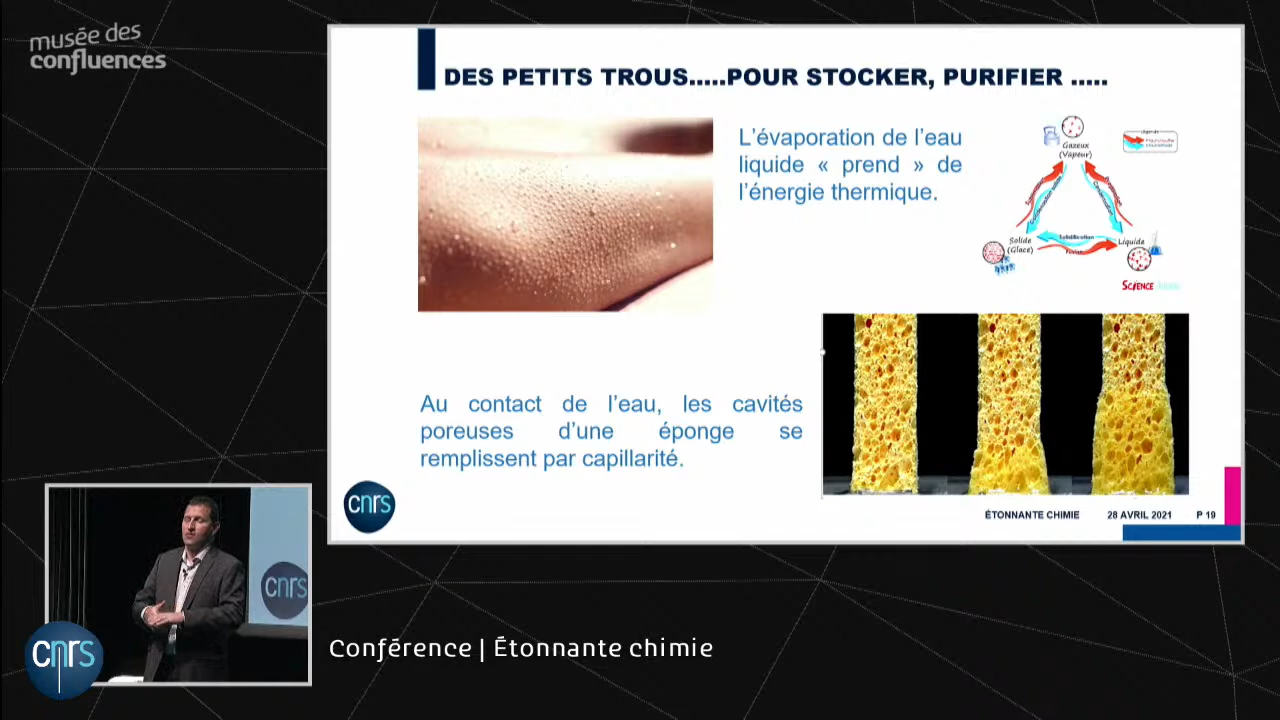 musée des
confluences
DES PETITS TROUS.....POUR STOCKER, PURIFIER .....
L'évaporation de l'eau
liquide « prend » de
l'énergie thermique.
Gazeux
(Vapeur)
Solidification
Fusion
Solide
(Glace)
Liquide
SCIENCE
Au contact de l'eau, les cavités
poreuses d'une éponge se
remplissent par capillarité.
cnrs
ÉTONNANTE CHIMIE 28 AVRIL 2021 P 19
cnrs
cnrs
Conférence | Étonnante chimie